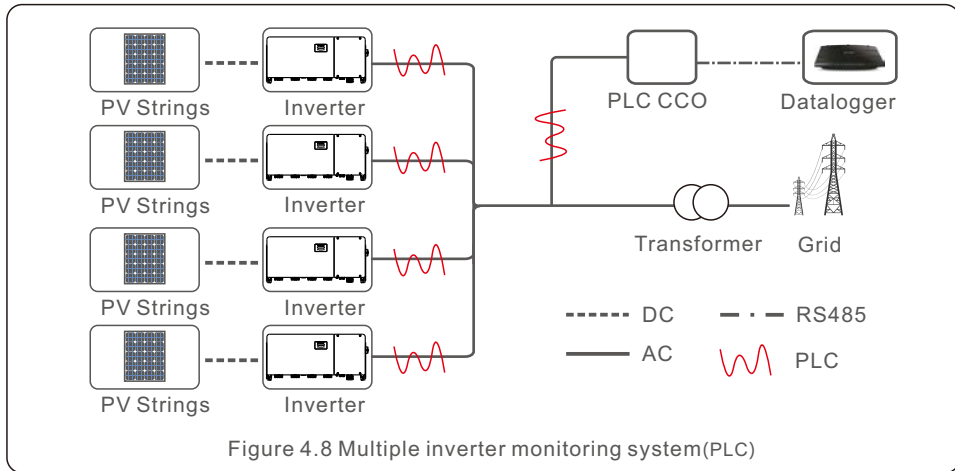 PLC CCO
Datalogger
PV Strings
Inverter
PV Strings
Inverter
Transformer
Grid
PV Strings
Inverter
DC
RS485
AC
PLC
PV Strings
Inverter
Figure 4.8 Multiple inverter monitoring system(PLC)